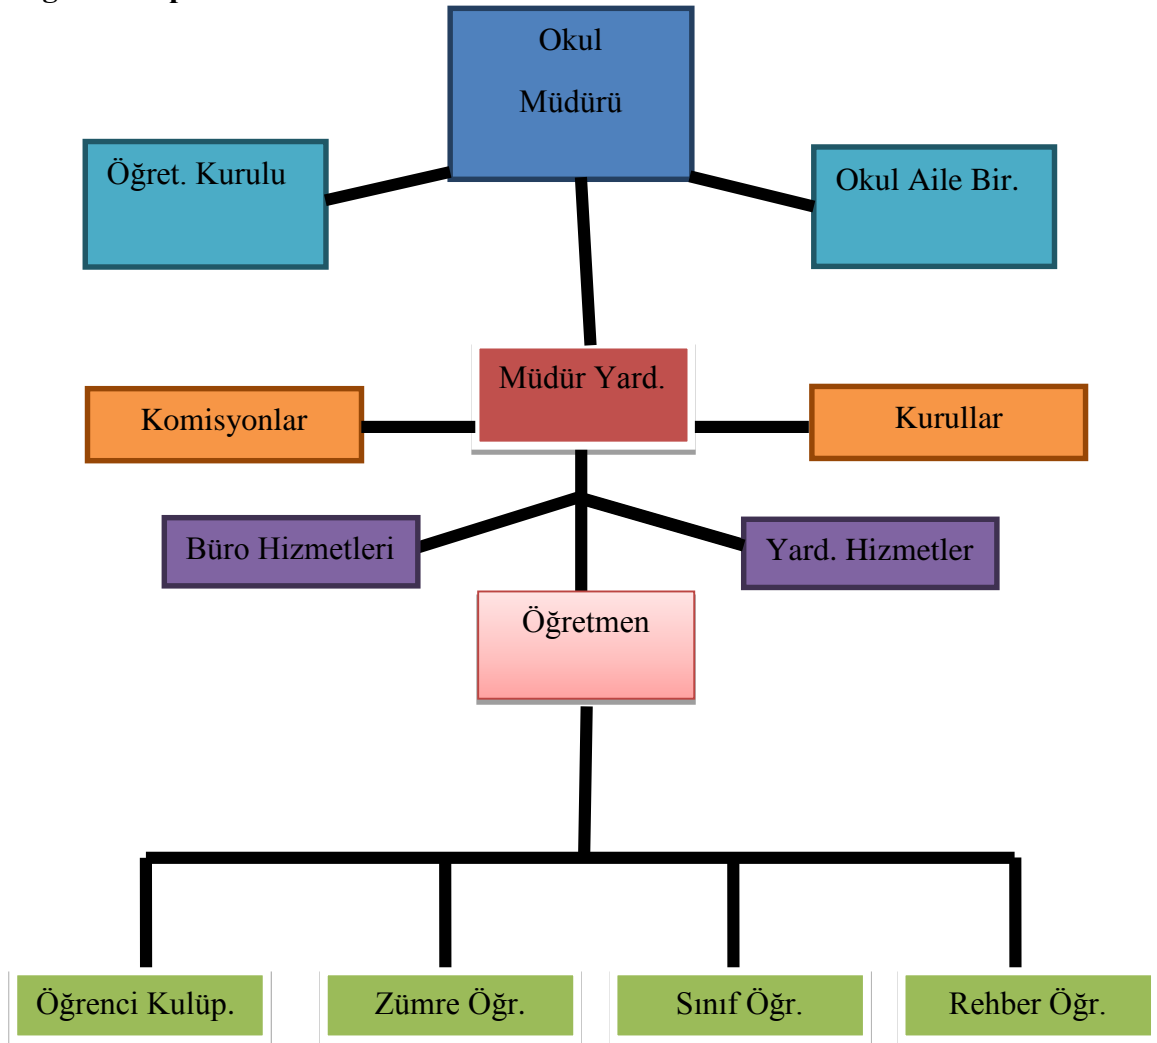 Okul
Müdürü
Öğret. Kurulu
Okul Aile Bir.
Müdür Yard.
Komisyonlar
Kurullar
Büro Hizmetleri
Yard. Hizmetler
Öğretmen
Öğrenci Kulüp.
Zümre Öğr.
Sınıf Öğr.
Rehber Öğr.